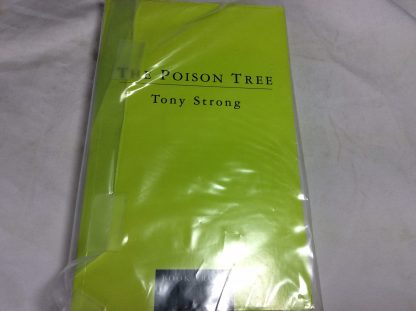 THE POISON TREE
Tony Strong